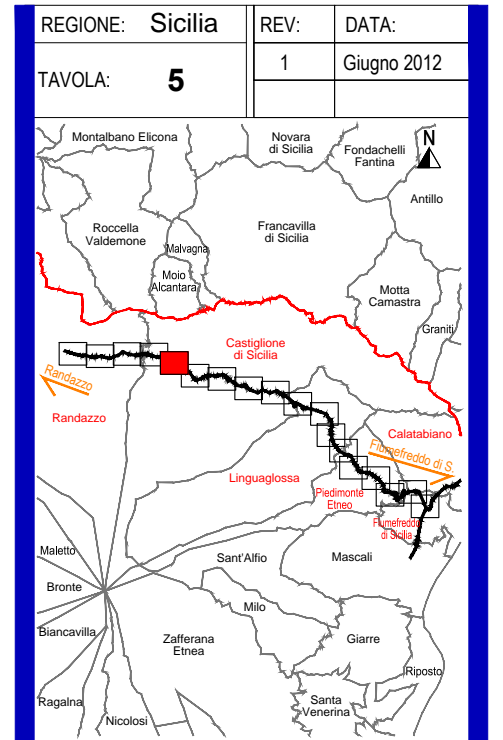 REGIONE: Sicilia
REV:
DATA:
1
Giugno 2012
TAVOLA: 5
Montalbano Elicona
Novara
di Sicilia
Fondachelli
Fantina
N
Antillo
Roccella
Valdemone
Malvagna
Francavilla
di Sicilia
Moio
Alcantara
Motta
Camastra
Graniti
Castiglione
di Sicilia
Randazzo
Randazzo
Calatabiano
Fiumefreddo di S.
Linguaglossa
Piedimonte
Etneo
Fiumefreddo
di Sicilia
Maletto
Sant'Alfio
Mascali
Bronte
Milo
Biancavilla
Zafferana
Etnea
Giarre
Riposto
Ragalna
Santa
Venerina
Nicolosi